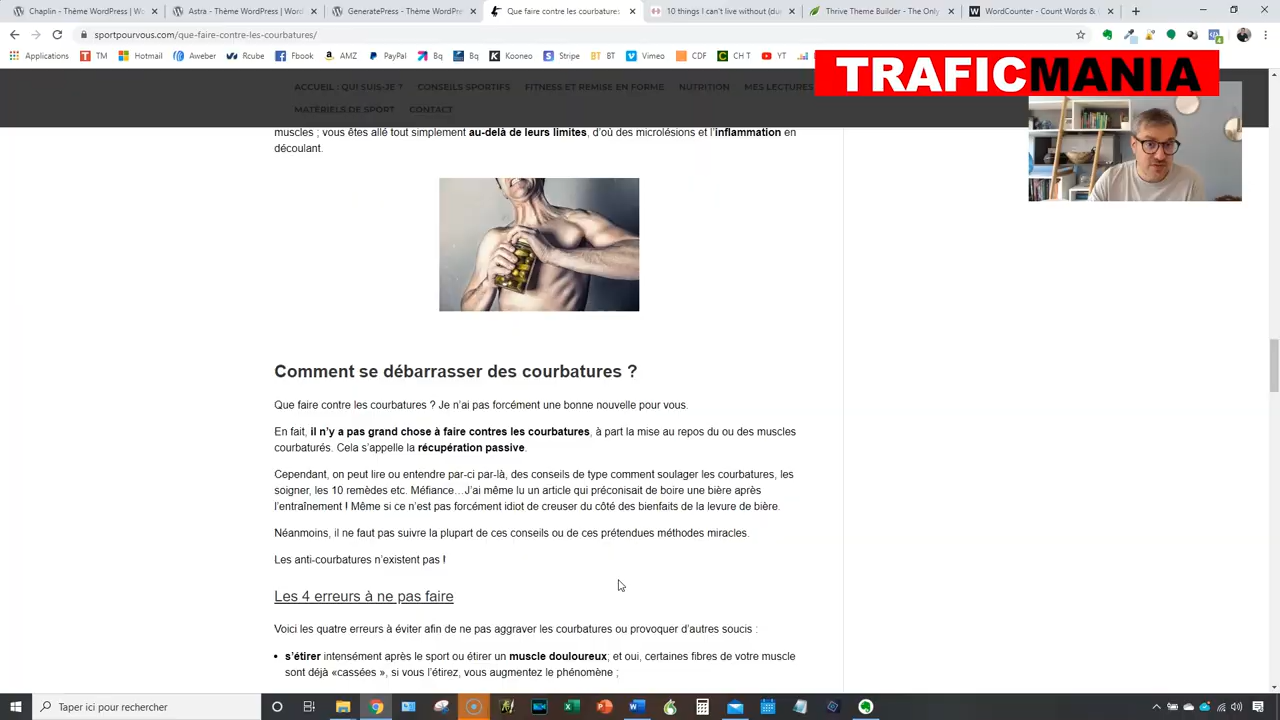 Chaplin - Thème WordPress
Astra - Thème WordPress
GeneratePress - Thème WordPre
Que faire contre les courbatures
10 things I can't live without (dur
Thrive Theme Builder - The Only
WordCounter - Count Words &
sportpourvous.com/que-faire-contre-les-courbatures/
Applications TM Hotmail Aweber Rcube Ebook AMZ PayPal Bq Bq Kooneo Stripe BT Vimeo CDF CH T YT
TRAFICMANIA
ACCUEIL : QUI SUIS-JE ? CONSEILS SPORTIFS FITNESS ET REMISE EN FORME NUTRITION MES LECTURES
MATÉRIELS DE SPORT CONTACT
muscles ; vous êtes allé tout simplement au-delà de leurs limites, d'où des microlésions et l'inflammation en
découlant.
Comment se débarrasser des courbatures ?
Que faire contre les courbatures ? Je n'ai pas forcément une bonne nouvelle pour vous.
En fait, il n'y a pas grand chose à faire contres les courbatures, à part la mise au repos du ou des muscles
courbaturés. Cela s'appelle la récupération passive.
Cependant, on peut lire ou entendre par-ci par-là, des conseils de type comment soulager les courbatures, les
soigner, les 10 remèdes etc. Méfiance…J'ai même lu un article qui préconisait de boire une bière après
l'entraînement ! Même si ce n'est pas forcément idiot de creuser du côté des bienfaits de la levure de bière.
Néanmoins, il ne faut pas suivre la plupart de ces conseils ou de ces prétendues méthodes miracles.
Les anti-courbatures n'existent pas !
Les 4 erreurs à ne pas faire
Voici les quatre erreurs à éviter afin de ne pas aggraver les courbatures ou provoquer d'autres soucis :
• s'étirer intensément après le sport ou étirer un muscle douloureux; et oui, certaines fibres de votre muscle
sont déjà «cassées », si vous l'étirez, vous augmentez le phénomène ;
Taper ici pour rechercher